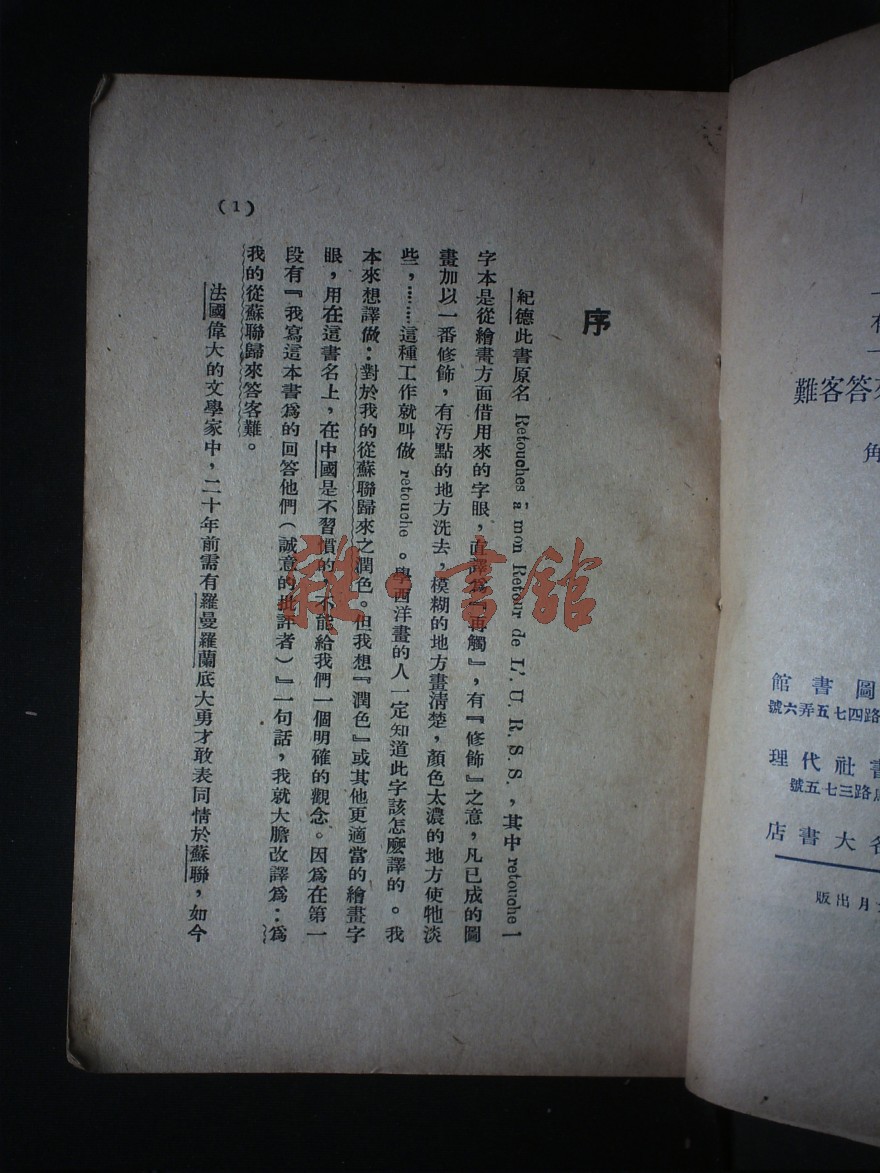 序
紀德此書原名 Retouches à mon Retour de L'. U. R. S. S.，其中 retouche 一
字本是從繪畫方面借用來的字眼，直譯爲『再觸』，有『修飾』之意，凡已成的圖
畫加以一番修飾，有汚點的地方洗去，模糊的地方畫淸楚，顏色太濃的地方使牠淡
些，………這種工作就叫做 retouche 。學西洋畫的人一定知道此字該怎麽譯的。我
本來想譯做：對於我的從蘇聯歸來之潤色。但我想『潤色』或其他更適當的繪畫字
眼，用在這書名上，在中國是不習慣的，不能給我們一個明確的觀念。因爲在第一
段有『我寫這本書爲的回答他們（誠意的批評者）』一句話，我就大膽改譯爲：爲
我的從蘇聯歸來答客難。
法國偉大的文學家中，二十年前需有羅曼羅蘭底大勇才敢表同情於蘇聯，如今
(1)
來答客難
角
圖書館
路四七五弄六號
書社代理
路三七五號
各大書店
月出版